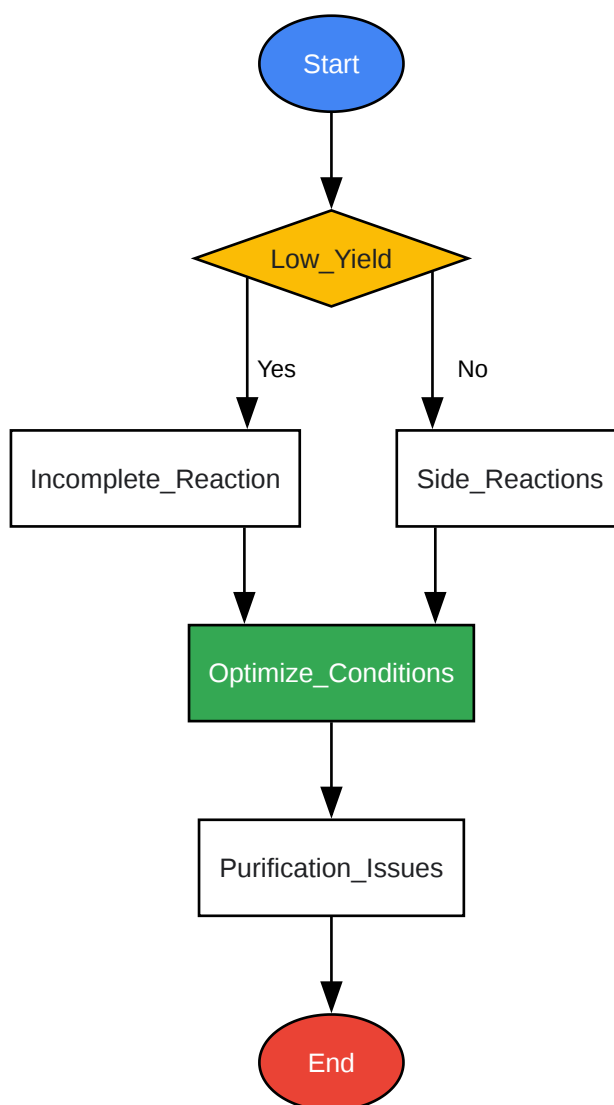 Start
Low_Yield
Yes
No
Incomplete_Reaction
Side_Reactions
Optimize_Conditions
Purification_Issues
End